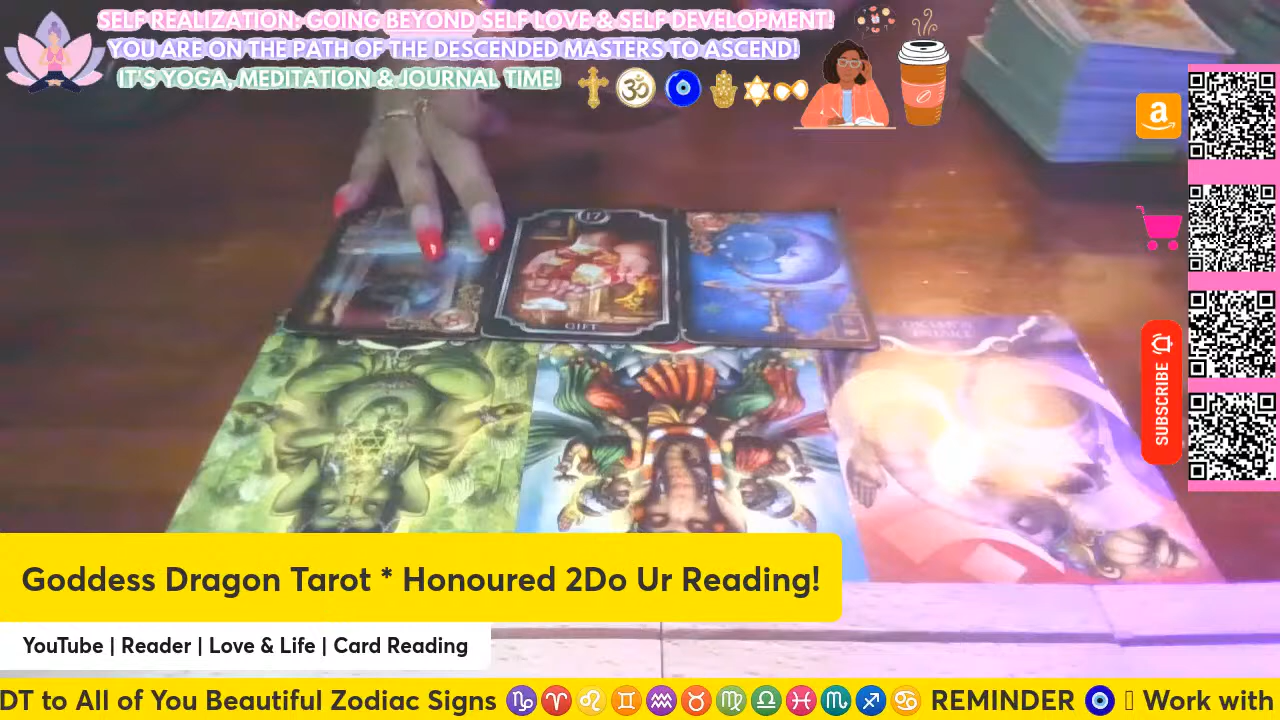 SELF REALIZATION: GOING BEYOND SELF LOVE & SELF DEVELOPMENT!
YOU ARE ON THE PATH OF THE DESCENDED MASTERS TO ASCEND!
IT'S YOGA, MEDITATION & JOURNAL TIME!
17
GIFT
SUBSCRIBE
Goddess Dragon Tarot * Honoured 2Do Ur Reading!
YouTube | Reader | Love & Life | Card Reading
DT to All of You Beautiful Zodiac Signs ♑♈♌♊♒♉♍♎♓♏♐♋ REMINDER 🧿 Work with